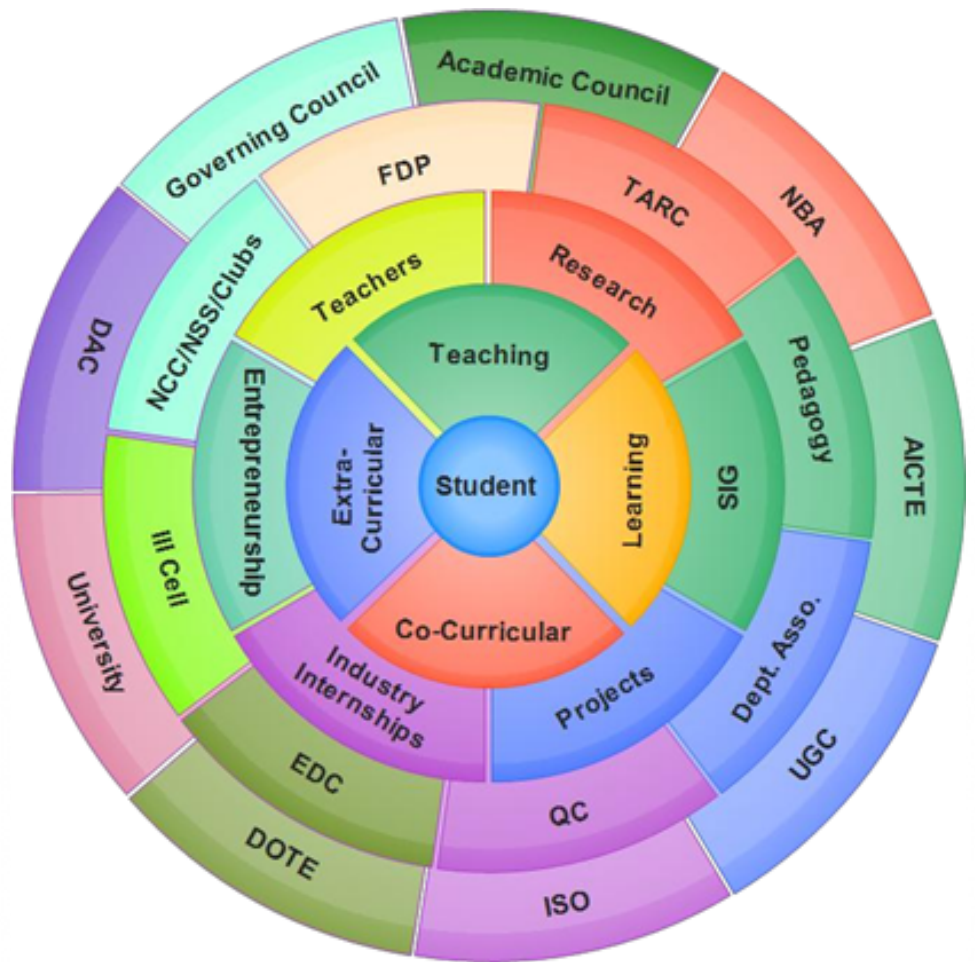 Academic Council
NBA
AICTE
UGC
ISO
DOTE
University
DAC
Governing Council
FDP
TARC
Pedagogy
Dept. Asso.
QC
EDC
III Cell
NCC/NSS/Clubs
Teachers
Research
SIG
Projects
Industry
Internships
Entrepreneurship
Teaching
Learning
Co-Curricular
Extra-
Curricular
Student